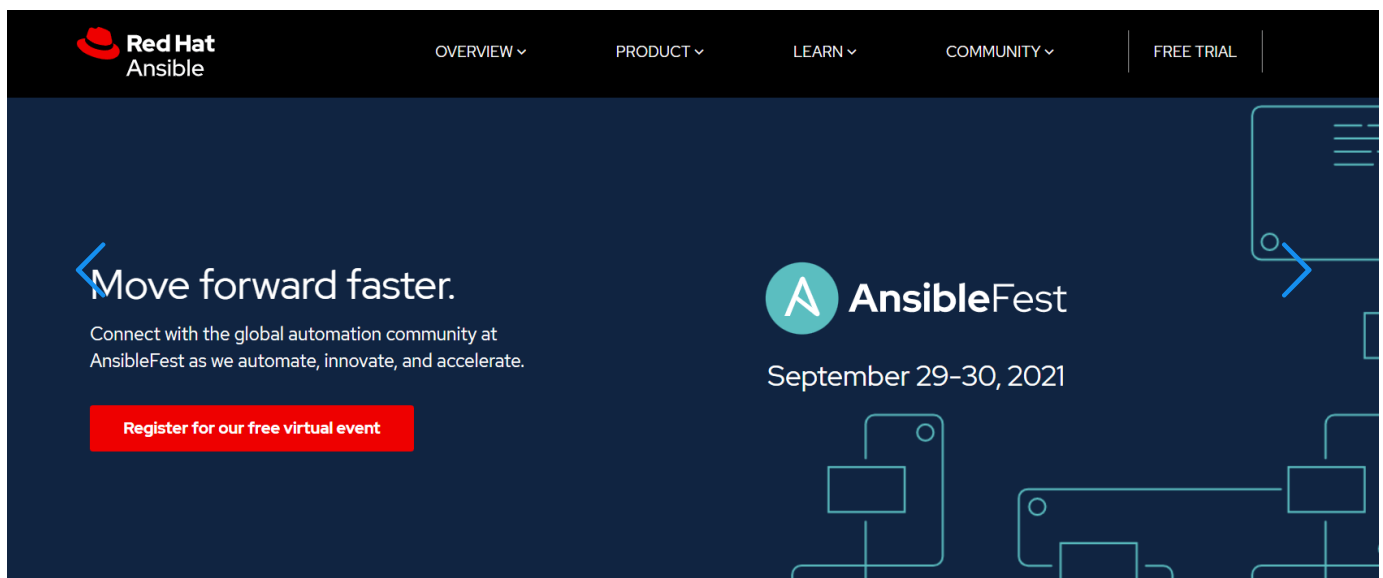 Red Hat
Ansible
OVERVIEW
PRODUCT
LEARN
COMMUNITY
FREE TRIAL
Move forward faster.
Connect with the global automation community at
AnsibleFest as we automate, innovate, and accelerate.
Register for our free virtual event
AnsibleFest
September 29-30, 2021